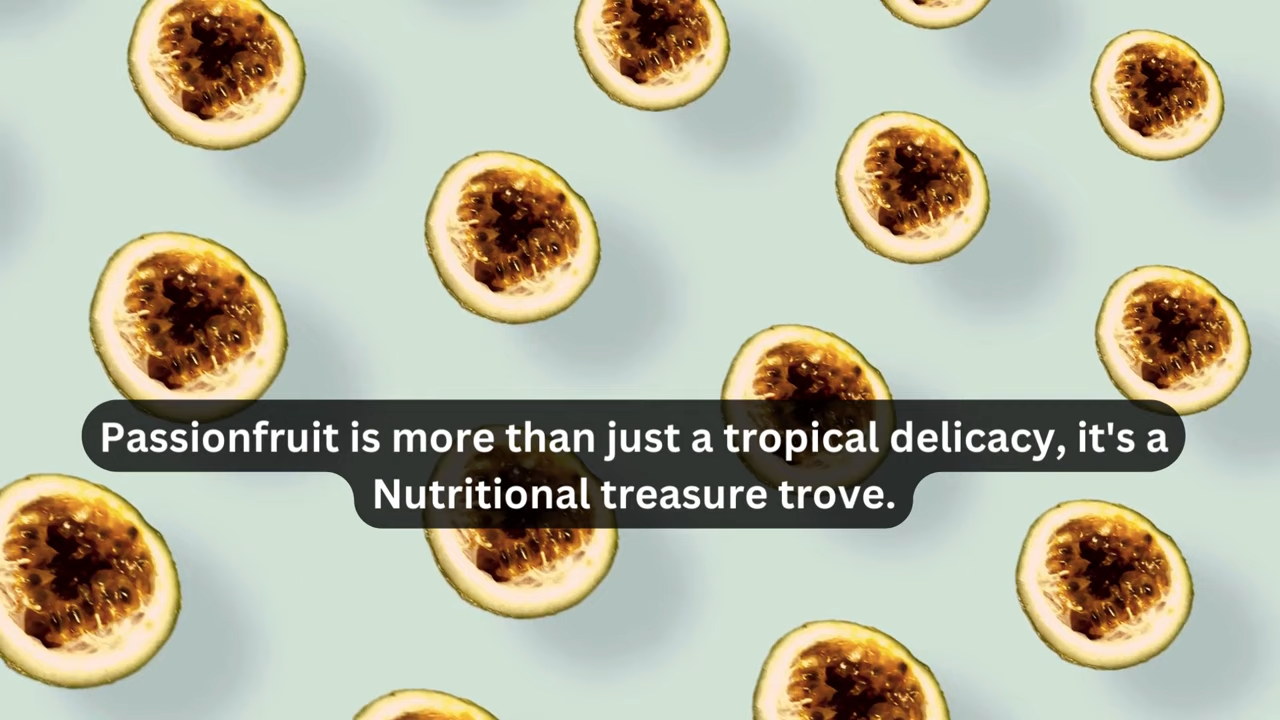 Passionfruit is more than just a tropical delicacy, it's a
Nutritional treasure trove.